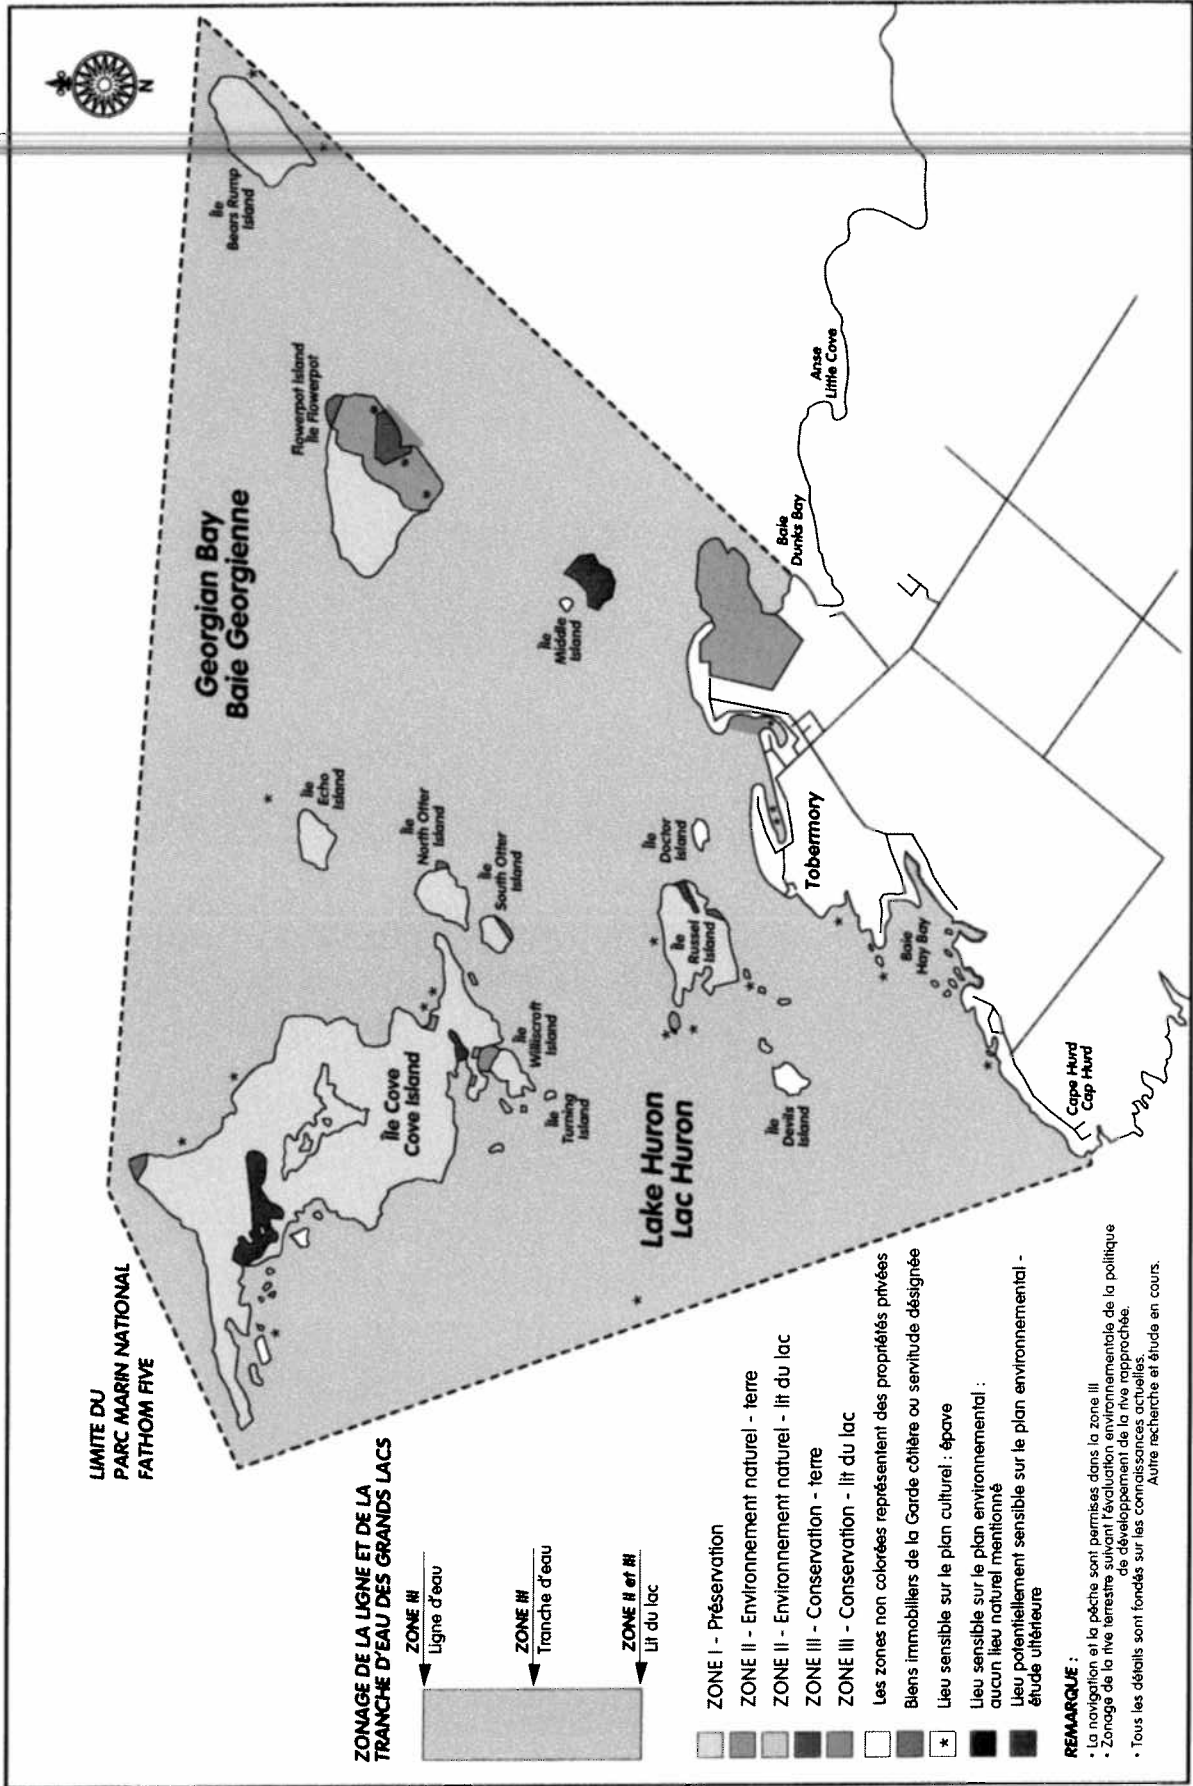 LIMITE DU
PARC MARIN NATIONAL
FATHOM FIVE
N
Île
Bears Rump
Island
Flowerpot Island
Île Flowerpot
Georgian Bay
Baie Georgienne
Île
Middle
Island
Île
Echo
Island
Île
North Otter
Island
Île
South Otter
Island
Île Cove
Cove Island
Île
Williscroft
Island
Île
Turning
Island
Île
Doctor
Island
Île
Russel
Island
Île
Devils
Island
Lake Huron
Lac Huron
Baie
Dunks Bay
Anse
Little Cove
Tobermory
Baie
Hay Bay
Cape Hurd
Cap Hurd
ZONAGE DE LA LIGNE ET DE LA
TRANCHE D'EAU DES GRANDS LACS
ZONE III
Ligne d'eau
ZONE III
Tranche d'eau
ZONE II et III
Lit du lac
ZONE I - Préservation
ZONE II - Environnement naturel - terre
ZONE II - Environnement naturel - lit du lac
ZONE III - Conservation - terre
ZONE III - Conservation - lit du lac
Les zones non colorées représentent des propriétés privées
Biens immobiliers de la Garde côtière ou servitude désignée
* Lieu sensible sur le plan culturel : épave
Lieu sensible sur le plan environnemental :
aucun lieu naturel mentionné
Lieu potentiellement sensible sur le plan environnemental -
étude ultérieure
REMARQUE :
• La navigation et la pêche sont permises dans la zone III
• Zonage de la rive terrestre suivant l'évaluation environnementale de la politique
de développement de la rive rapprochée.
• Tous les détails sont fondés sur les connaissances actuelles.
Autre recherche et étude en cours.